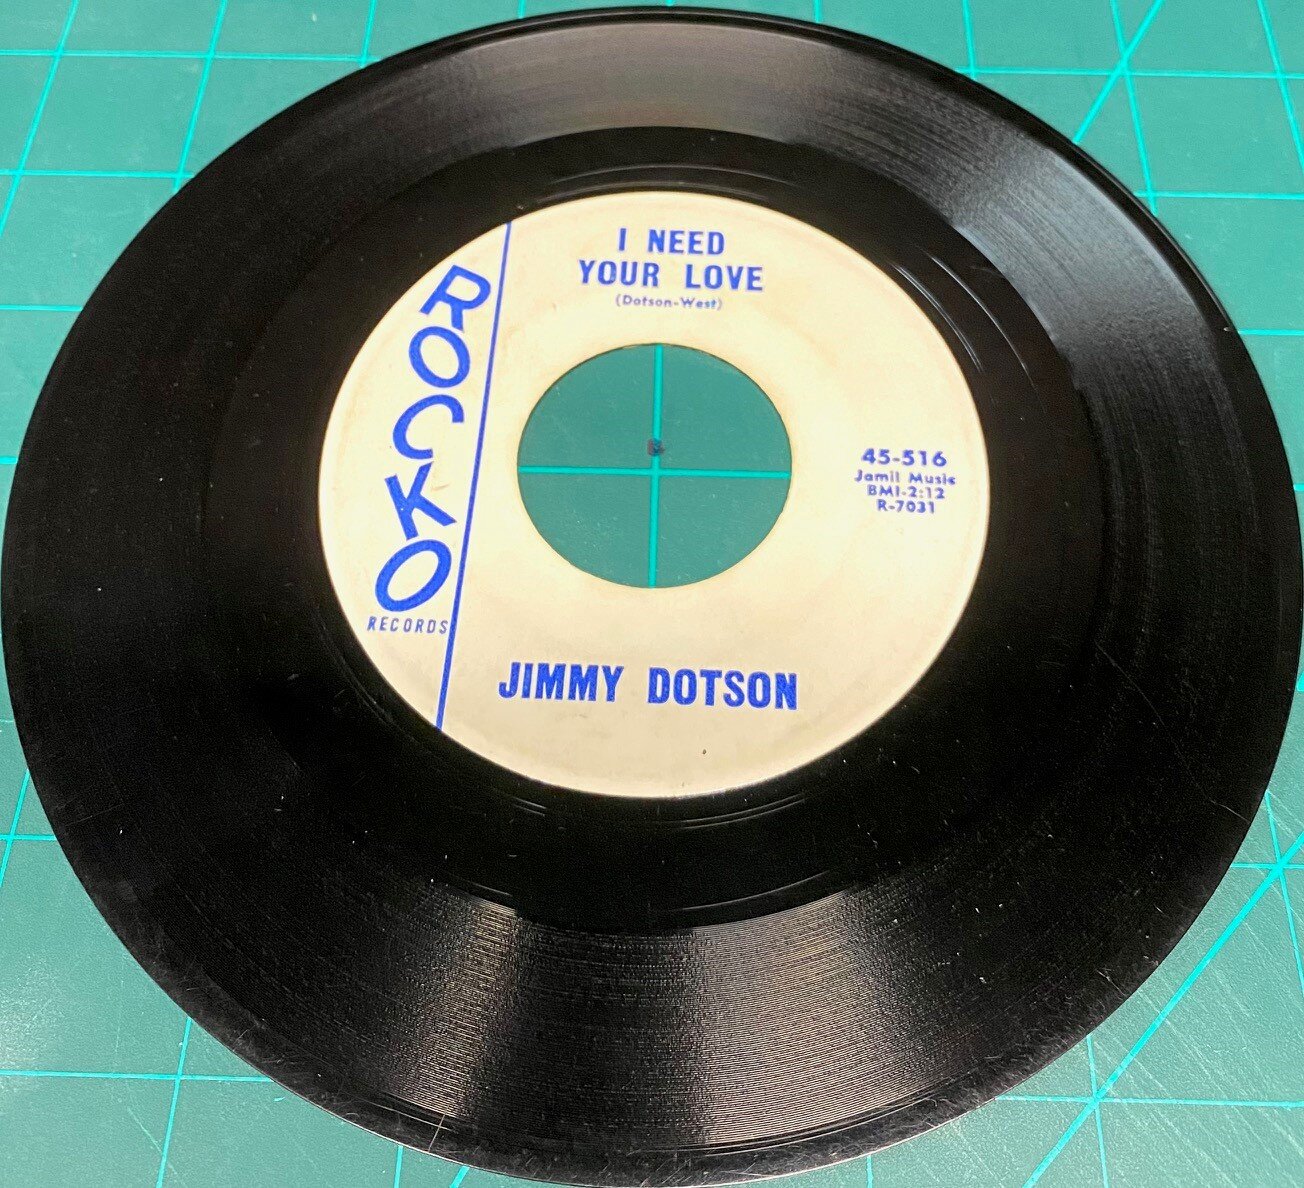 I NEED
YOUR LOVE
(Dotson-West)
ROCKO
RECORDS
45-516
Jamil Music
BMI-2:12
R-7031
JIMMY DOTSON